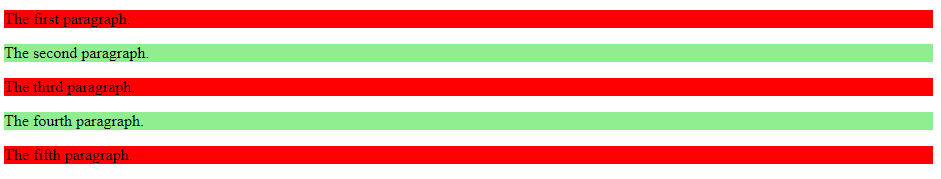 The first paragraph.
The second paragraph.
The third paragraph.
The fourth paragraph.
The fifth paragraph.